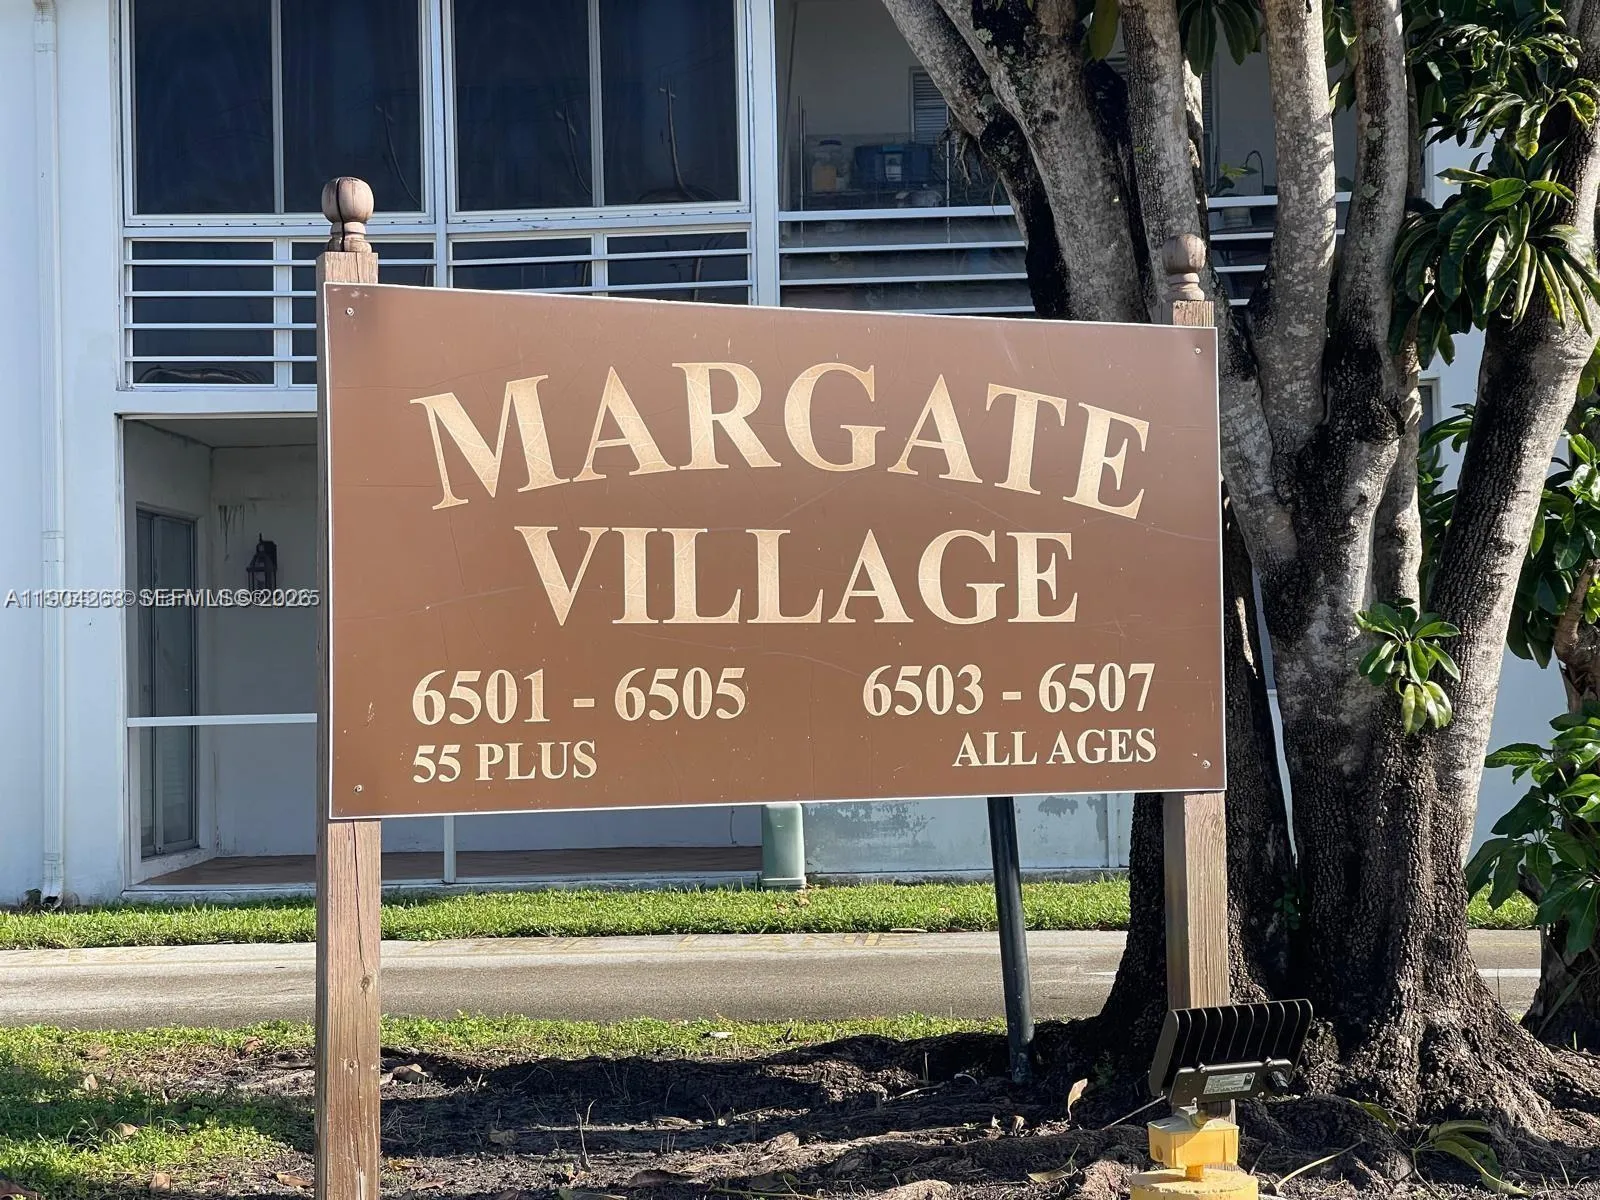 MARGATE
VILLAGE
6501 - 6505
55 PLUS
6503 - 6507
ALL AGES